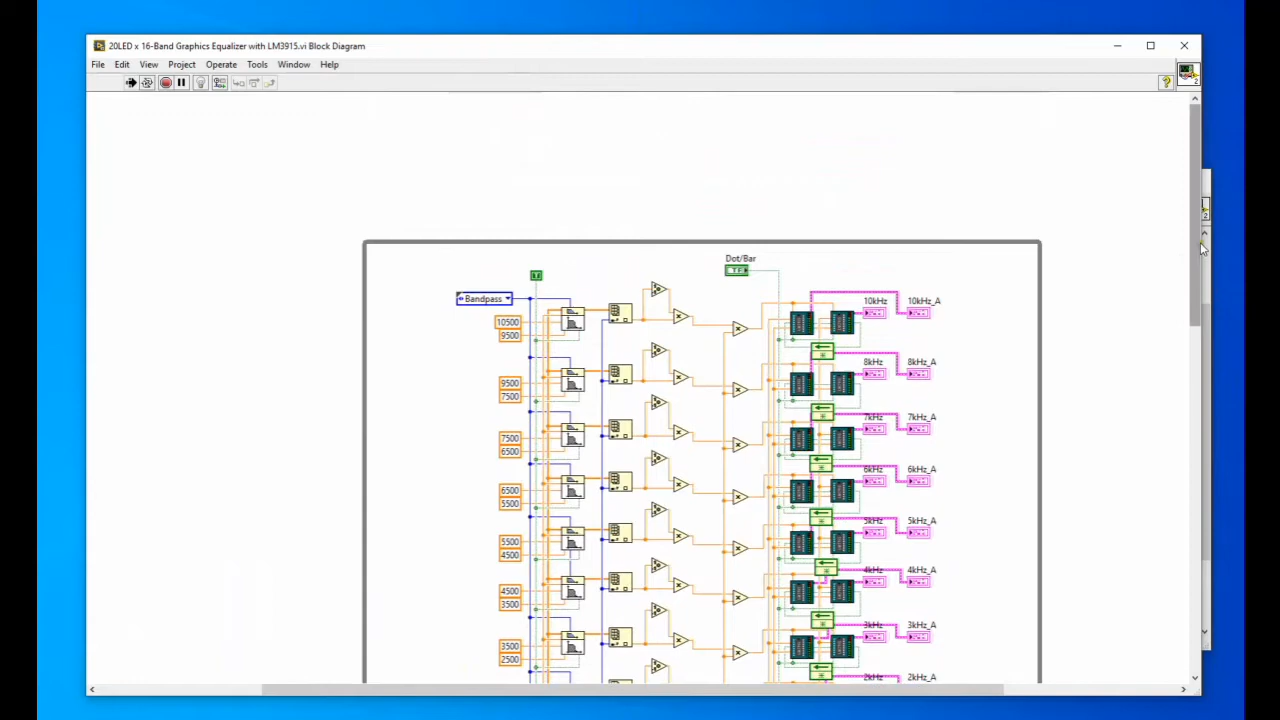 20LED x 16-Band Graphics Equalizer with LM3915.vi Block Diagram
File Edit View Project Operate Tools Window Help
Dot/Bar
TF
T
Bandpass
10kHz 10kHz_A
10500
9500
8kHz 8kHz_A
9500
7500
7kHz 7kHz_A
7500
6500
6kHz 6kHz_A
6500
5500
5kHz 5kHz_A
5500
4500
4kHz 4kHz_A
4500
3500
3kHz 3kHz_A
3500
2500
2kHz 2kHz_A